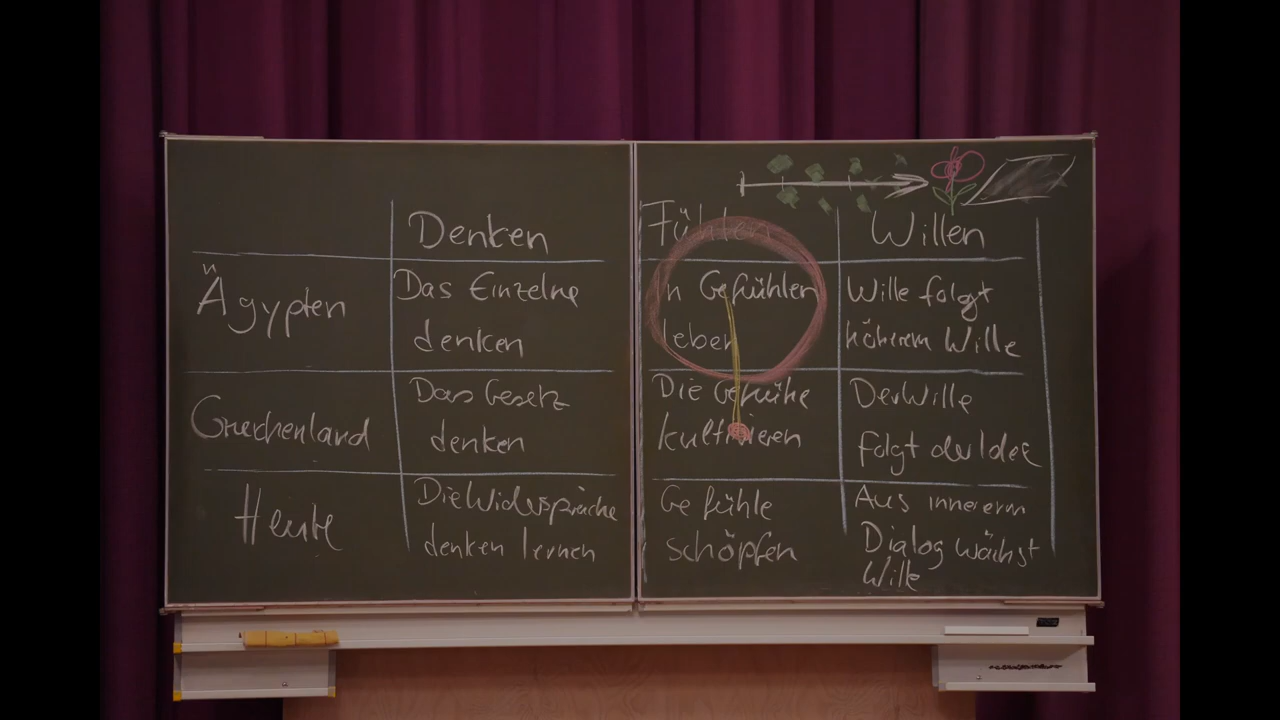 Denken
Fühlen
Willen
Ägypten
Das Einzelne
denken
n Gefühlen
leben
Wille folgt
höherem Wille
Griechenland
Das Gesetz
denken
Die Gefühle
kultivieren
Der Wille
folgt der Idee
Heute
Die Widersprüche
denken lernen
Gefühle
schöpfen
Aus innerem
Dialog wächst
Wille